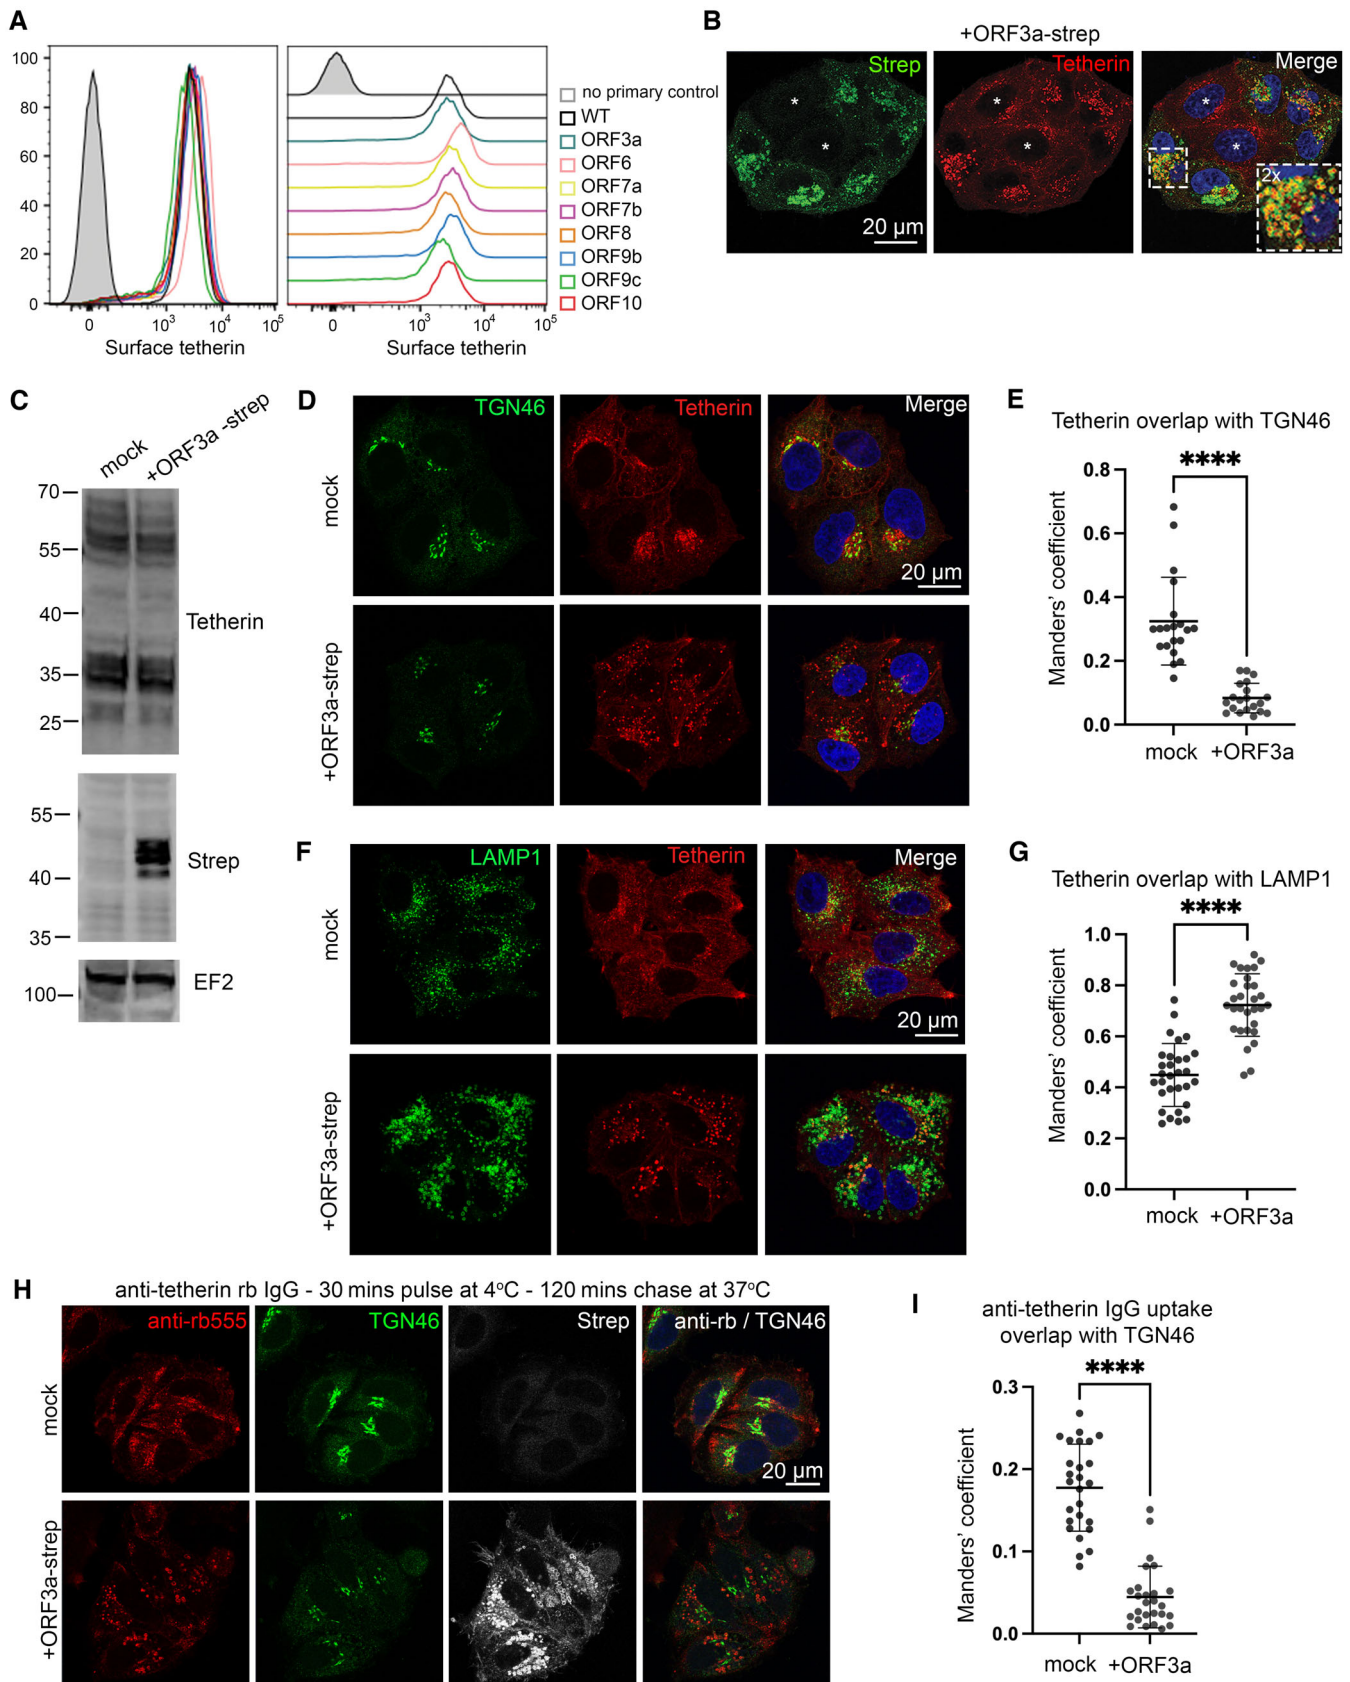 A
100
80
60
40
20
0
0 10³ 10⁴ 10⁵
Surface tetherin
0 10³ 10⁴ 10⁵
Surface tetherin
no primary control
WT
ORF3a
ORF6
ORF7a
ORF7b
ORF8
ORF9b
ORF9c
ORF10
B
+ORF3a-strep
Strep
*
*
20 µm
Tetherin
*
*
Merge
*
*
2x
C
mock
+ORF3a -strep
70
55
40
35
25
Tetherin
55
40
35
Strep
100
EF2
D
TGN46
Tetherin
Merge
mock
20 µm
+ORF3a-strep
E
Tetherin overlap with TGN46
****
Manders' coefficient
0.8
0.6
0.4
0.2
0.0
mock +ORF3a
F
LAMP1
Tetherin
Merge
mock
20 µm
+ORF3a-strep
G
Tetherin overlap with LAMP1
****
Manders' coefficient
1.0
0.8
0.6
0.4
0.2
0.0
mock +ORF3a
H
anti-tetherin rb IgG - 30 mins pulse at 4°C - 120 mins chase at 37°C
anti-rb555
TGN46
Strep
anti-rb / TGN46
mock
20 µm
+ORF3a-strep
I
anti-tetherin IgG uptake
overlap with TGN46
****
Manders' coefficient
0.3
0.2
0.1
0.0
mock +ORF3a